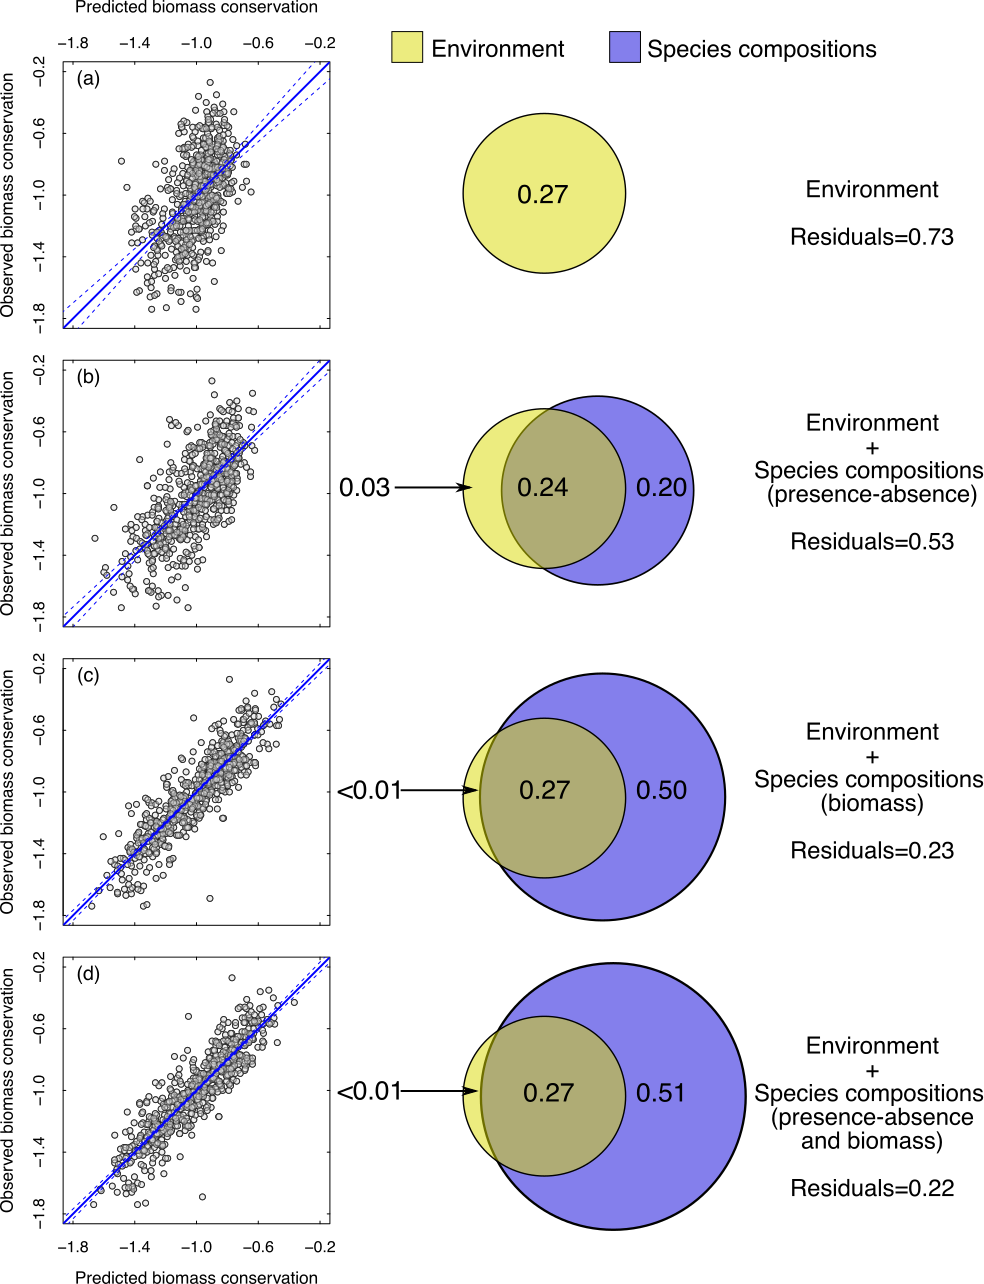 Predicted biomass conservation
−1.8 −1.4 −1.0 −0.6 −0.2
Environment Species compositions
Observed biomass conservation
−0.2
−0.6
−1.0
−1.4
−1.8
(a)
0.27
Environment
Residuals=0.73
Observed biomass conservation
−0.2
−0.6
−1.0
−1.4
−1.8
(b)
0.03
0.24
0.20
Environment
+
Species compositions
(presence-absence)
Residuals=0.53
Observed biomass conservation
−0.2
−0.6
−1.0
−1.4
−1.8
(c)
<0.01
0.27
0.50
Environment
+
Species compositions
(biomass)
Residuals=0.23
Observed biomass conservation
−0.2
−0.6
−1.0
−1.4
−1.8
(d)
<0.01
0.27
0.51
Environment
+
Species compositions
(presence-absence
and biomass)
Residuals=0.22
−1.8 −1.4 −1.0 −0.6 −0.2
Predicted biomass conservation